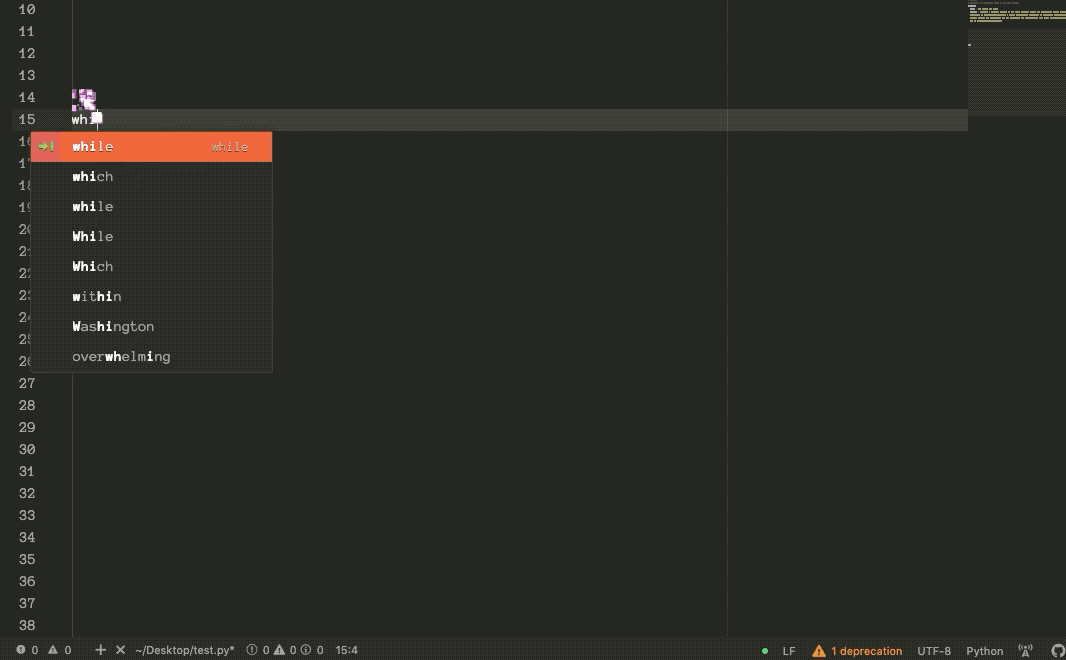 10
11
12
13
14
15 whi
16
while while
17
which
18
19 while
20 While
21
22 Which
23 within
24 Washington
25
26 overwhelming
27
28
29
30
31
32
33
34
35
36
37
38
0 0 ~/Desktop/test.py* 0 0 0 15:4 LF 1 deprecation UTF-8 Python